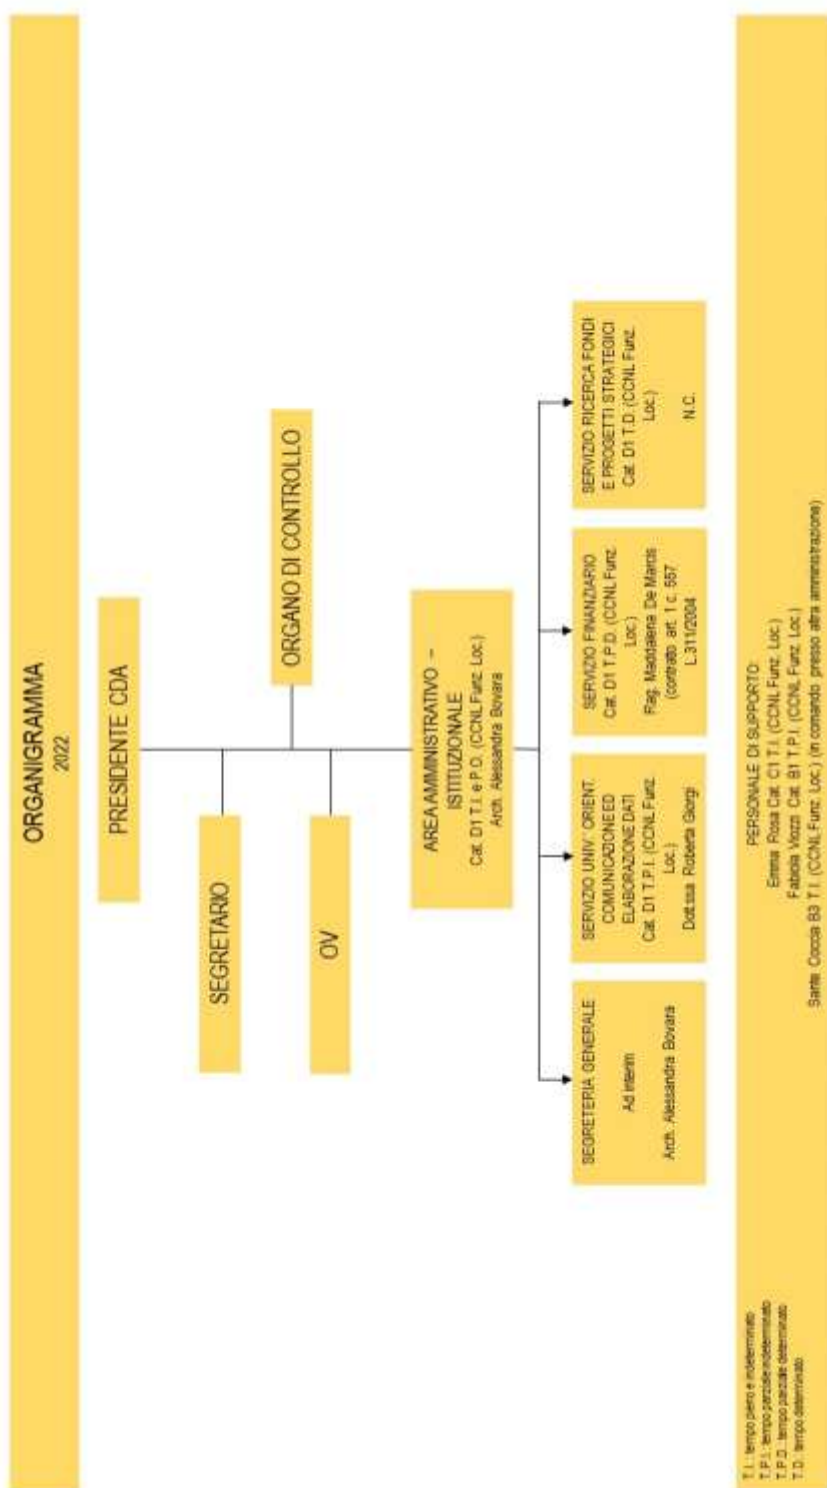 ORGANIGRAMMA
2022
PRESIDENTE CDA
SEGRETARIO
ORGANO DI CONTROLLO
OV
AREA AMMINISTRATIVO –
ISTITUZIONALE
Cat. D1 T.I. e P.O. (CCNL Funz. Loc.)
Arch. Alessandra Bovara
SEGRETERIA GENERALE
Ad interim
Arch. Alessandra Bovara
SERVIZIO UNIV. ORIENT.
COMUNICAZIONE ED
ELABORAZIONE DATI
Cat. D1 T.P.I. (CCNL Funz.
Loc.)
Dott.ssa Roberta Giorgi
SERVIZIO FINANZIARIO
Cat. D1 T.P.D. (CCNL Funz.
Loc.)
Rag. Maddalena De Marcis
(contratto art. 1 c. 557
L.311/2004
SERVIZIO RICERCA FONDI
E PROGETTI STRATEGICI
Cat. D1 T.D. (CCNL Funz.
Loc.)
N.C.
PERSONALE DI SUPPORTO:
Emma Rosa Cat. C1 T.I. (CCNL Funz. Loc.)
Fabiola Viozzi Cat. B1 T.P.I. (CCNL Funz. Loc.)
Sante Coccia B3 T.I. (CCNL Funz. Loc.) (in comando presso altra amministrazione)
T.I.: tempo pieno e indeterminato
T.P.I.: tempo parziale indeterminato
T.P.D.: tempo parziale determinato
T.D.: tempo determinato